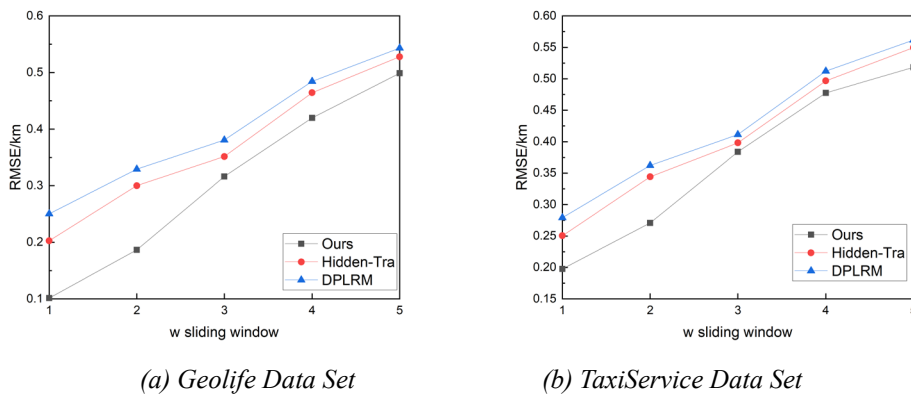 0.6
0.5
0.4
0.3
0.2
0.1
RMSE/km
Ours
Hidden-Tra
DPLRM
1 2 3 4 5
w sliding window
(a) Geolife Data Set
0.60
0.55
0.50
0.45
0.40
0.35
0.30
0.25
0.20
0.15
RMSE/km
Ours
Hidden-Tra
DPLRM
1 2 3 4 5
w sliding window
(b) TaxiService Data Set